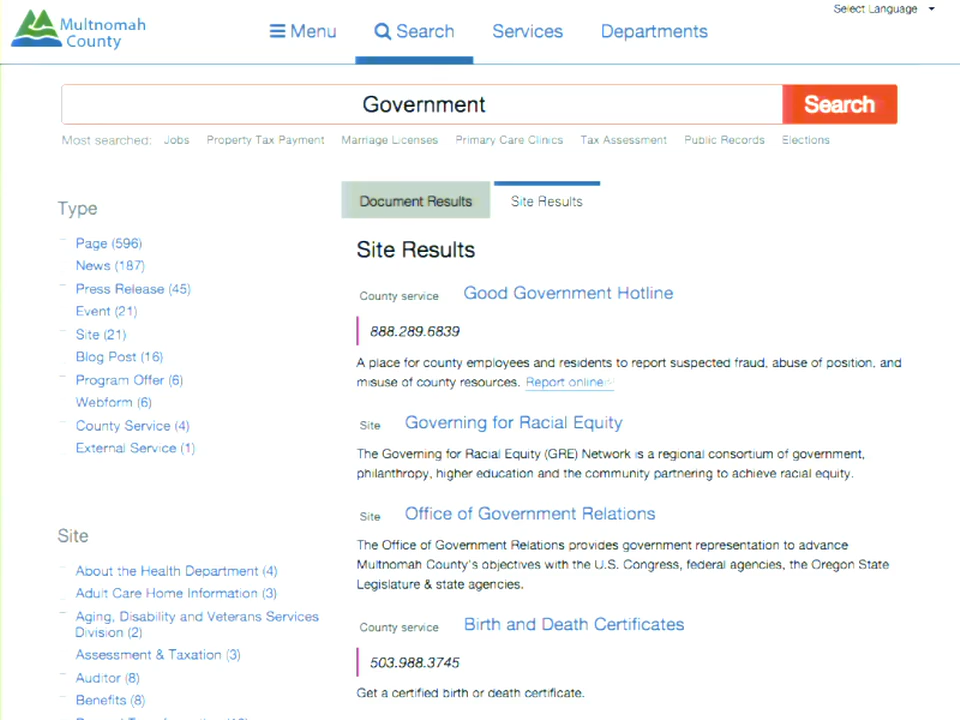 Select Language
Multnomah
County
Menu
Search
Services
Departments
Government
Search
Most searched: Jobs Property Tax Payment Marriage Licenses Primary Care Clinics Tax Assessment Public Records Elections
Document Results
Site Results
Type
Page (596)
News (187)
Press Release (45)
Event (21)
Site (21)
Blog Post (16)
Program Offer (6)
Webform (6)
County Service (4)
External Service (1)
Site
About the Health Department (4)
Adult Care Home Information (3)
Aging, Disability and Veterans Services
Division (2)
Assessment & Taxation (3)
Auditor (8)
Benefits (8)
Site Results
County service Good Government Hotline
888.289.6839
A place for county employees and residents to report suspected fraud, abuse of position, and
misuse of county resources. Report online
Site Governing for Racial Equity
The Governing for Racial Equity (GRE) Network is a regional consortium of government,
philanthropy, higher education and the community partnering to achieve racial equity.
Site Office of Government Relations
The Office of Government Relations provides government representation to advance
Multnomah County's objectives with the U.S. Congress, federal agencies, the Oregon State
Legislature & state agencies.
County service Birth and Death Certificates
503.988.3745
Get a certified birth or death certificate.